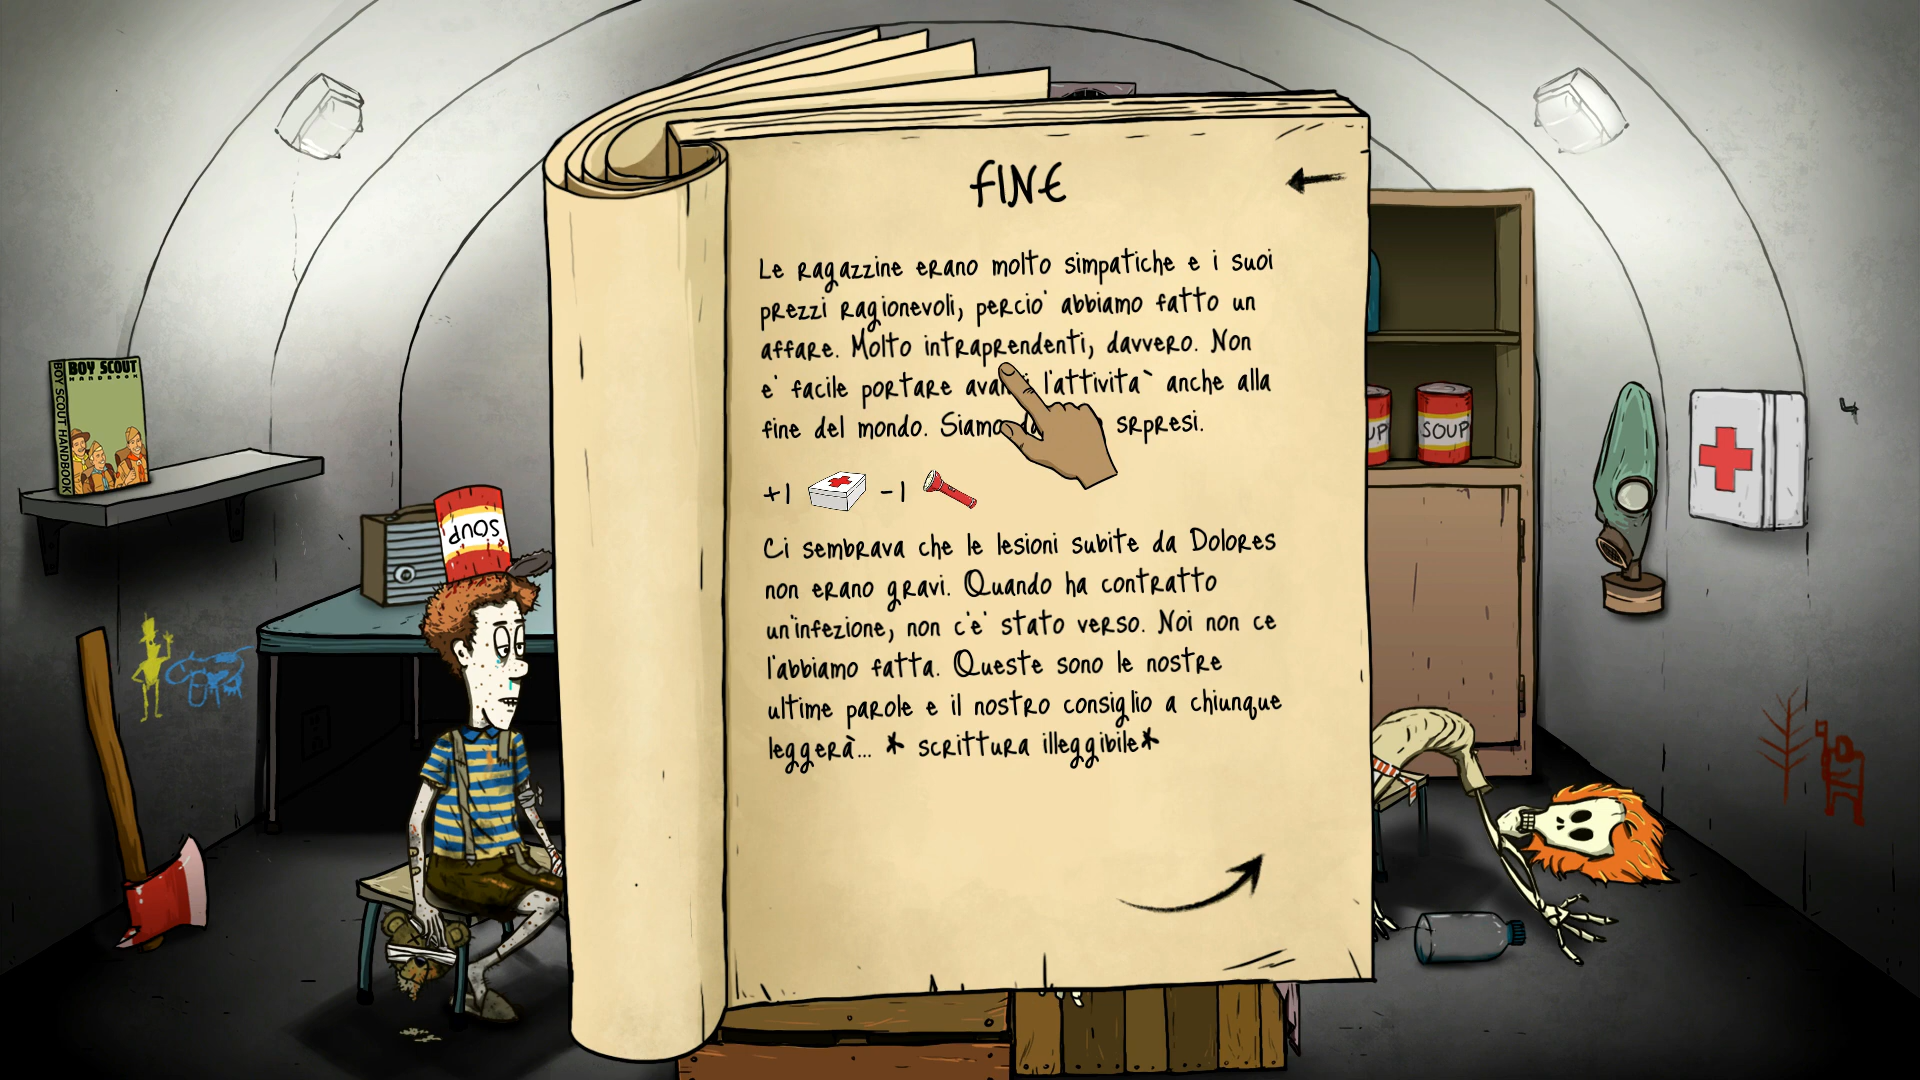 FINE
Le ragazzine erano molto simpatiche e i suoi
prezzi ragionevoli, percio' abbiamo fatto un
affare. Molto intraprendenti, davvero. Non
e' facile portare l'attivita` anche alla
fine del mondo. Siamo srpresi.
+1 -1
Ci sembrava che le lesioni subite da Dolores
non erano gravi. Quando ha contratto
un'infezione, non c'e' stato verso. Noi non ce
l'abbiamo fatta. Queste sono le nostre
ultime parole e il nostro consiglio a chiunque
leggerà... * scrittura illeggibile*
BOY SCOUT
HANDBOOK
BOY SCOUT HANDBOOK
SOUP
UP
SOUP